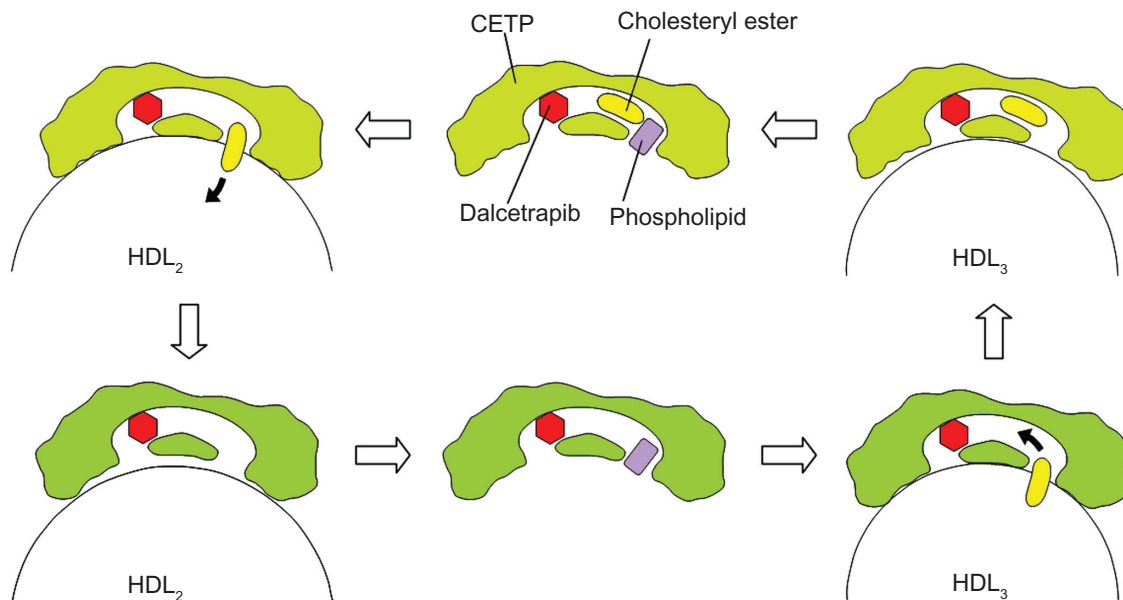 CETP
Cholesteryl ester
Dalcetrapib
Phospholipid
HDL₂
HDL₃
HDL₂
HDL₃